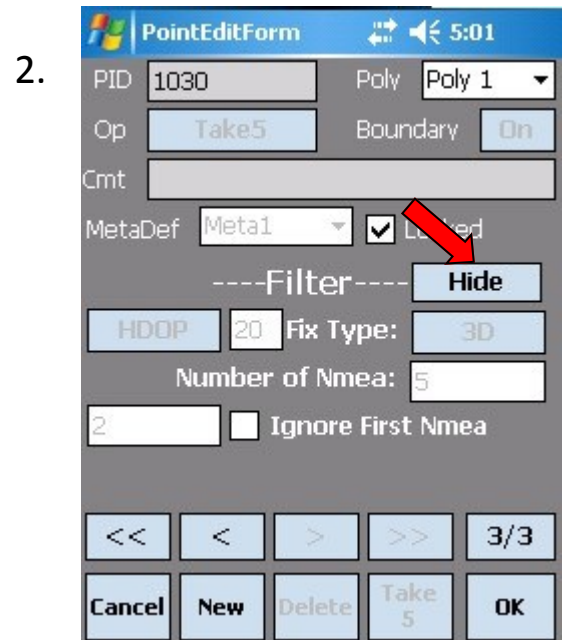 2.
PointEditForm 5:01
PID 1030 Poly Poly 1
Op Take5 Boundary On
Cmt
MetaDef Meta1 Locked
----Filter---- Hide
HDOP 20 Fix Type: 3D
Number of Nmea: 5
2 Ignore First Nmea
<< < > >> 3/3
Cancel New Delete Take 5 OK